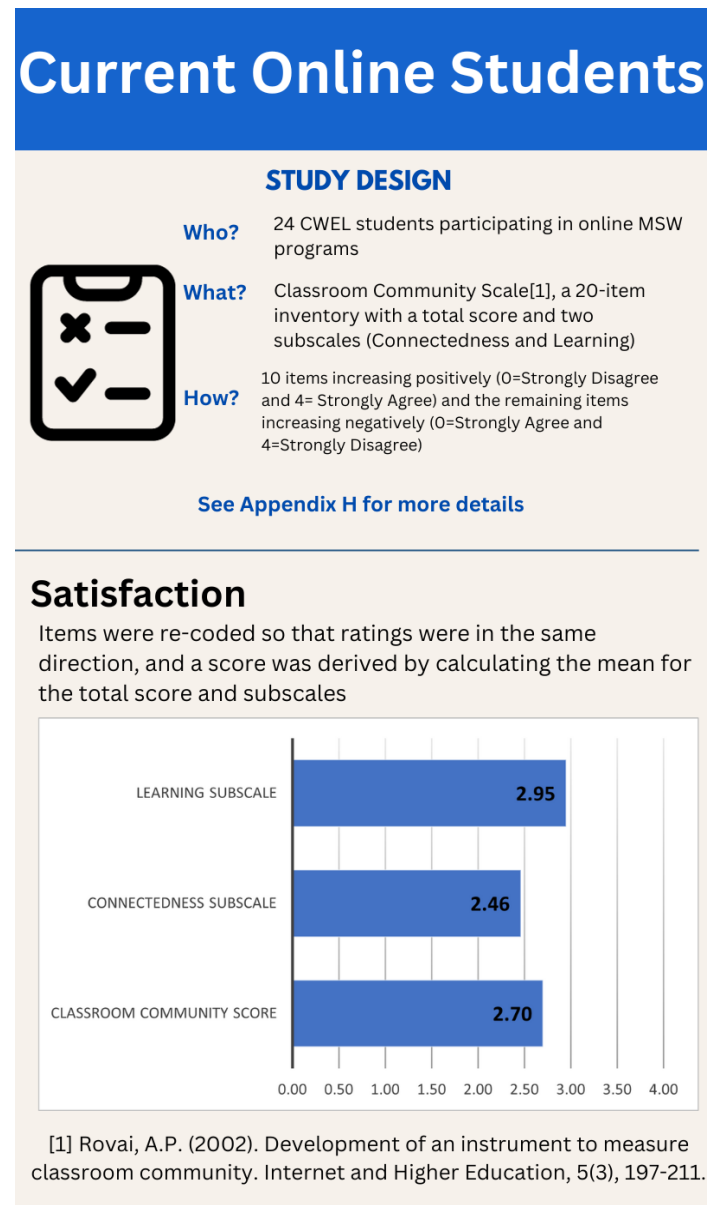 Current Online Students
STUDY DESIGN
Who?
24 CWEL students participating in online MSW
programs
What?
Classroom Community Scale[1], a 20-item
inventory with a total score and two
subscales (Connectedness and Learning)
How?
10 items increasing positively (0=Strongly Disagree
and 4= Strongly Agree) and the remaining items
increasing negatively (0=Strongly Agree and
4=Strongly Disagree)
See Appendix H for more details
Satisfaction
Items were re-coded so that ratings were in the same
direction, and a score was derived by calculating the mean for
the total score and subscales
LEARNING SUBSCALE
2.95
CONNECTEDNESS SUBSCALE
2.46
CLASSROOM COMMUNITY SCORE
2.70
0.00 0.50 1.00 1.50 2.00 2.50 3.00 3.50 4.00
[1] Rovai, A.P. (2002). Development of an instrument to measure
classroom community. Internet and Higher Education, 5(3), 197-211.